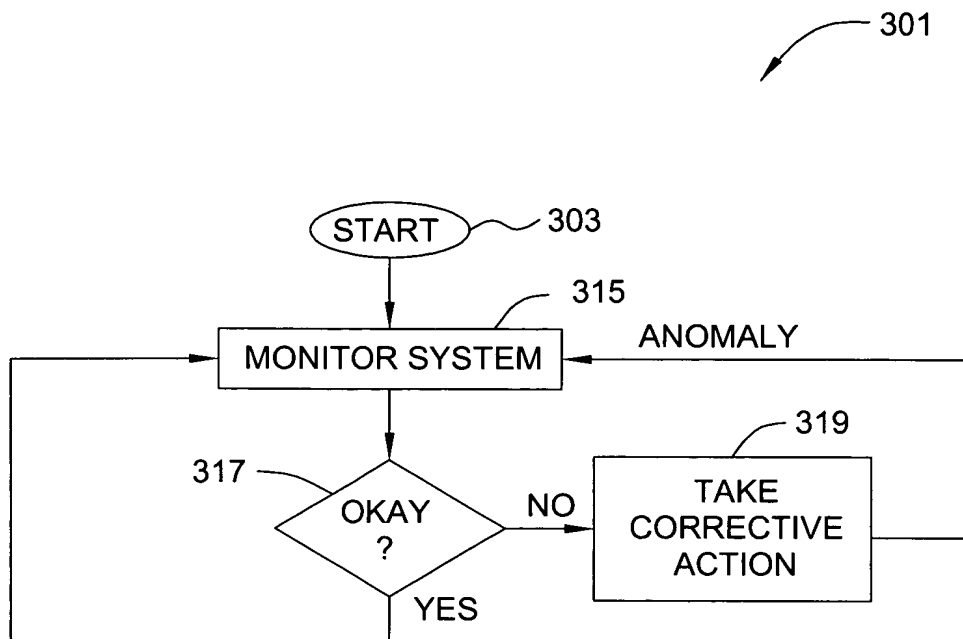 301
START
303
315
MONITOR SYSTEM
ANOMALY
317
OKAY
?
NO
319
TAKE
CORRECTIVE
ACTION
YES